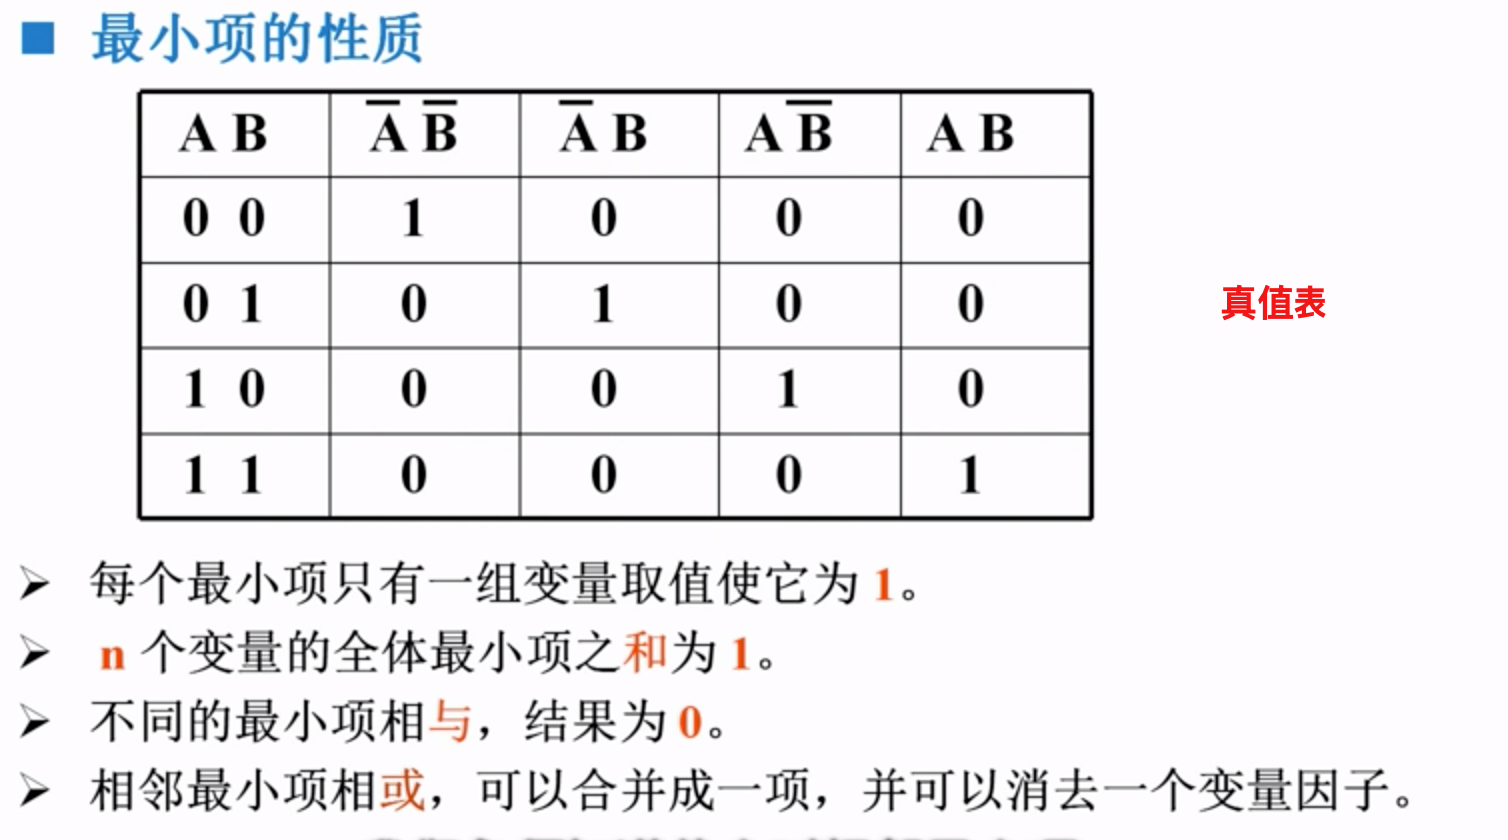 最小项的性质
A B A̅ B̅ A̅ B A B̅ A B
0 0 1 0 0 0
0 1 0 1 0 0
真值表
1 0 0 0 1 0
1 1 0 0 0 1
每个最小项只有一组变量取值使它为 1。
n 个变量的全体最小项之和为 1。
不同的最小项相与，结果为 0。
相邻最小项相或，可以合并成一项，并可以消去一个变量因子。